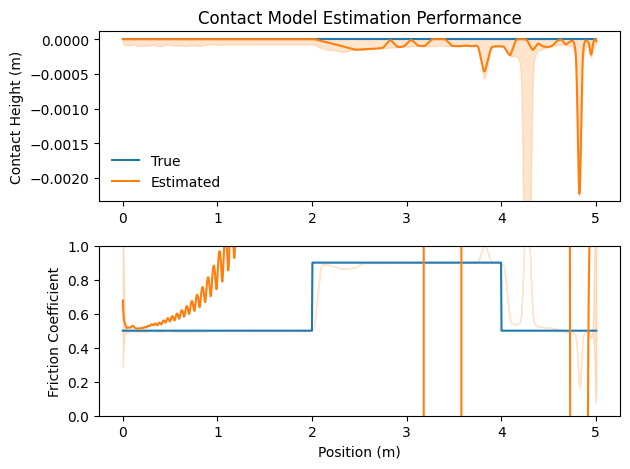 Contact Model Estimation Performance
Contact Height (m)
0.0000
−0.0005
−0.0010
−0.0015
−0.0020
True
Estimated
0 1 2 3 4 5
Friction Coefficient
1.0
0.8
0.6
0.4
0.2
0.0
0 1 2 3 4 5
Position (m)